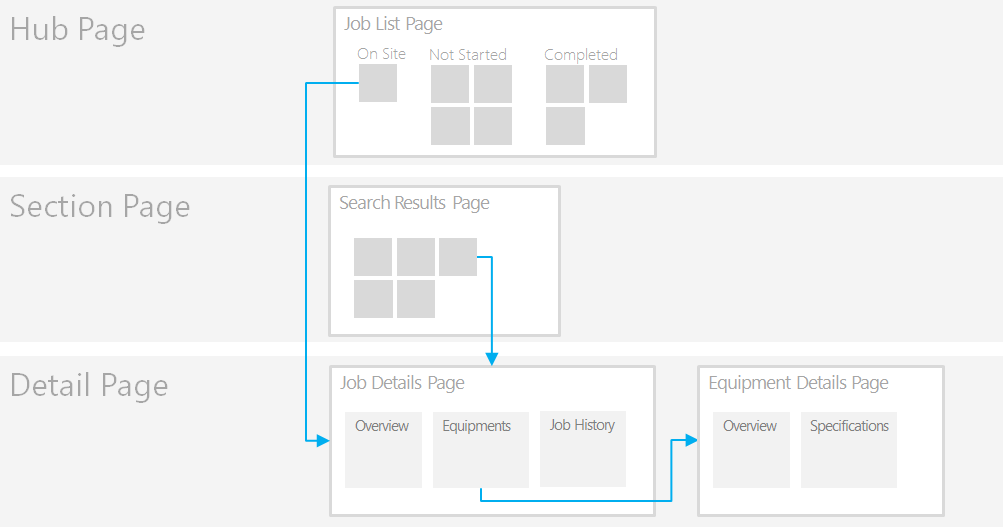 Hub Page
Job List Page
On Site
Not Started
Completed
Section Page
Search Results Page
Detail Page
Job Details Page
Overview
Equipments
Job History
Equipment Details Page
Overview
Specifications